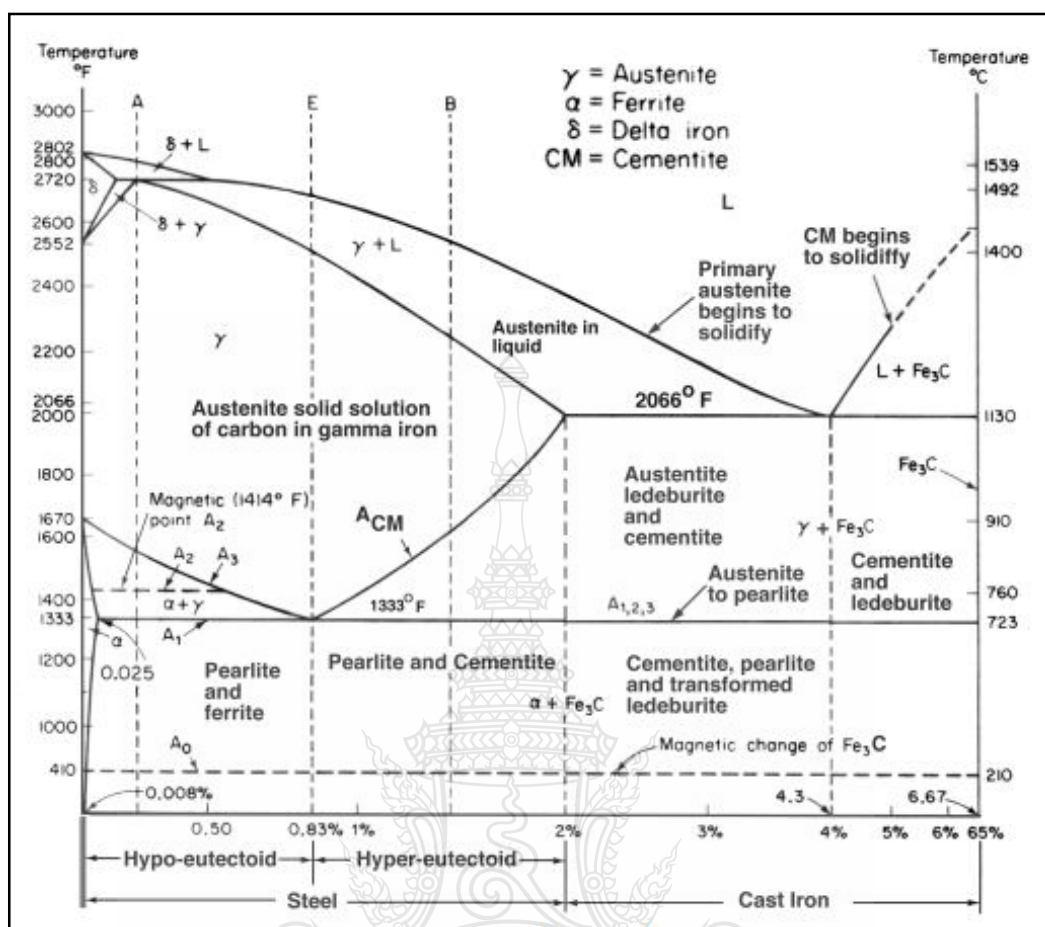 Temperature
°F
Temperature
°C
γ = Austenite
α = Ferrite
δ = Delta iron
CM = Cementite
A
E
B
3000
2802
2800
2720
2600
2552
2400
2200
2066
2000
1800
1670
1600
1400
1333
1200
1000
410
1539
1492
1400
1130
910
760
723
210
δ + L
δ
δ + γ
γ + L
L
CM begins
to solidiffy
Primary
austenite
begins to
solidify
Austenite in
liquid
γ
L + Fe3C
2066° F
Austenite solid solution
of carbon in gamma iron
Austentite
ledeburite
and
cementite
Fe3C
Magnetic (1414° F)
point A2
ACM
γ + Fe3C
A2
A3
Austenite
to pearlite
Cementite
and
ledeburite
α+γ
1333° F
A1,2,3
α
A1
0.025
Pearlite
and
ferrite
Pearlite and Cementite
Cementite, pearlite
and transformed
ledeburite
α + Fe3C
A0
Magnetic change of Fe3C
0.008%
4.3
6.67
0.50
0.83%
1%
2%
3%
4%
5%
6%
65%
Hypo-eutectoid
Hyper-eutectoid
Steel
Cast Iron